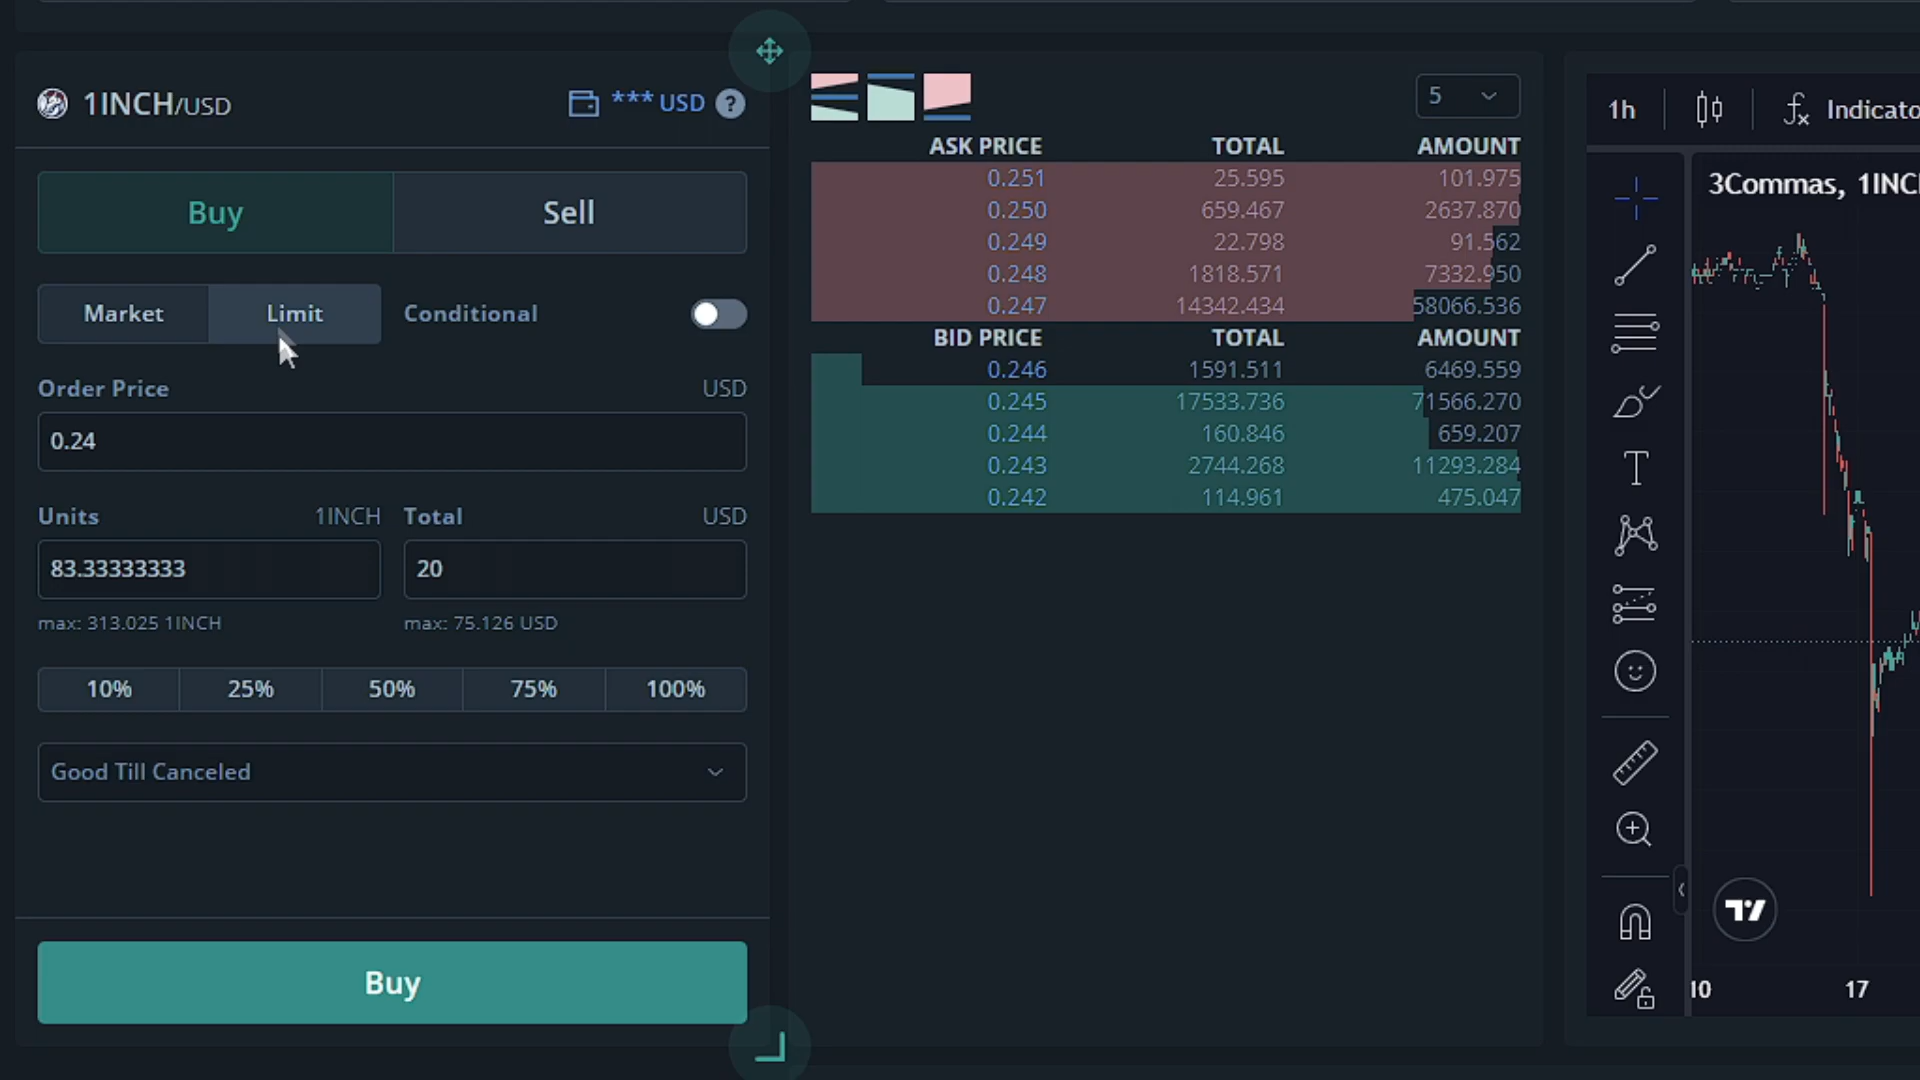 1INCH/USD
*** USD ?
Buy
Sell
Market
Limit
Conditional
Order Price
USD
0.24
Units
1INCH
Total
USD
83.33333333
20
max: 313.025 1INCH
max: 75.126 USD
10%
25%
50%
75%
100%
Good Till Canceled
Buy
5
ASK PRICE TOTAL AMOUNT
0.251 25.595 101.975
0.250 659.467 2637.870
0.249 22.798 91.562
0.248 1818.571 7332.950
0.247 14342.434 58066.536
BID PRICE TOTAL AMOUNT
0.246 1591.511 6469.559
0.245 17533.736 71566.270
0.244 160.846 659.207
0.243 2744.268 11293.284
0.242 114.961 475.047
1h
Indicato
3Commas, 1INC
10
17